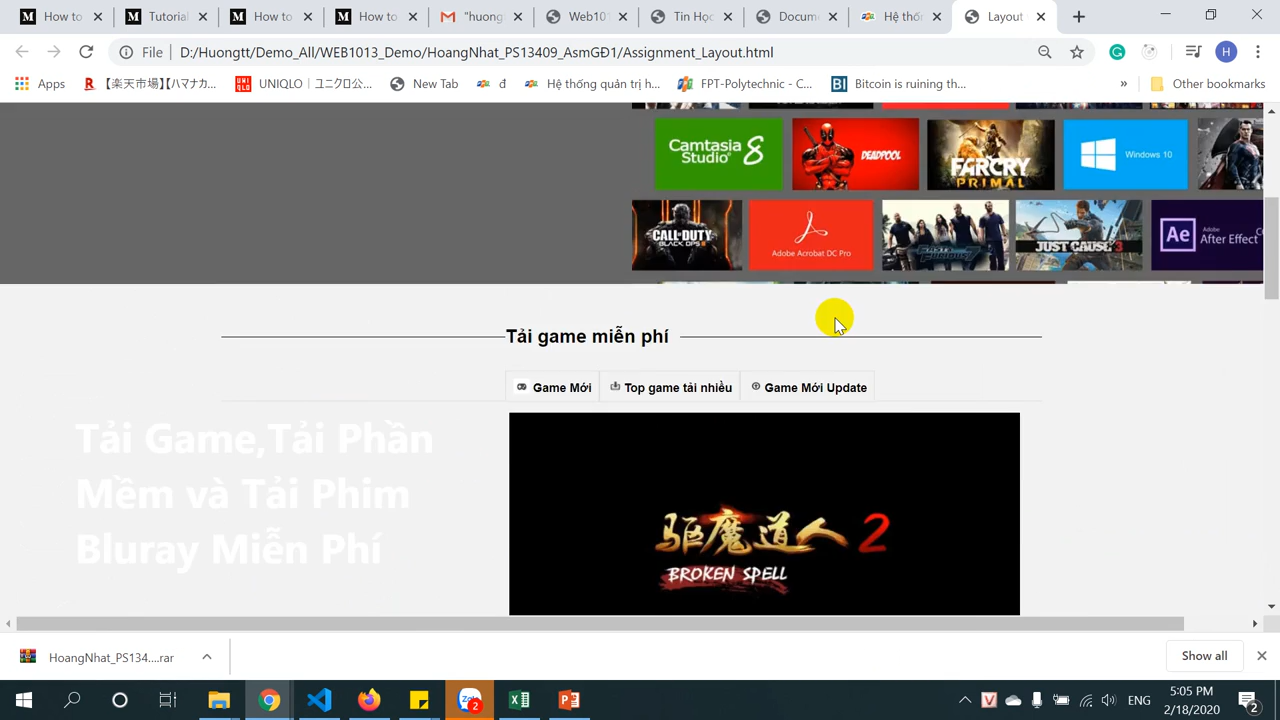 How to
Tutorial
How to
How to
"huong
Web10
Tin Học
Docum
Hệ thố
Layout
File
D:/Huongtt/Demo_All/WEB1013_Demo/HoangNhat_PS13409_AsmGĐ1/Assignment_Layout.html
H
Apps
【楽天市場】【ハマナカ...
UNIQLO｜ユニクロ公...
New Tab
đ
Hệ thống quản trị h...
FPT-Polytechnic - C...
BI
Bitcoin is ruining th...
»
Other bookmarks
Camtasia
Studio 8
DEADPOOL
FARCRY
PRIMAL
Windows 10
CALL·DUTY
BLACK OPS III
Adobe Acrobat DC Pro
JUST CAUSE 3
Ae
Adobe
After Effect
Tải game miễn phí
Game Mới
Top game tải nhiều
Game Mới Update
Tải Game,Tải Phần
Mềm và Tải Phim
Bluray Miễn Phí
驱魔道人2
BROKEN SPELL
HoangNhat_PS134....rar
Show all
2
ENG
5:05 PM
2/18/2020
2